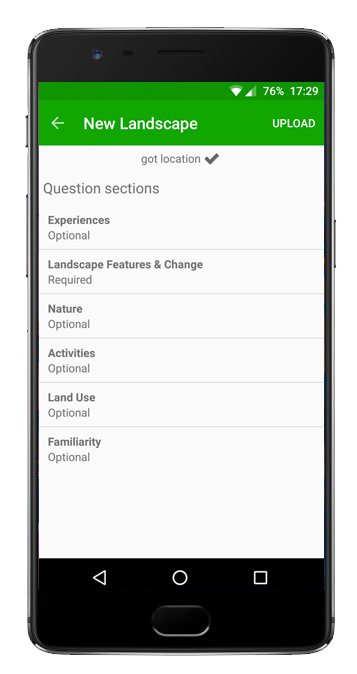 76% 17:29
New Landscape UPLOAD
got location
Question sections
Experiences
Optional
Landscape Features & Change
Required
Nature
Optional
Activities
Optional
Land Use
Optional
Familiarity
Optional